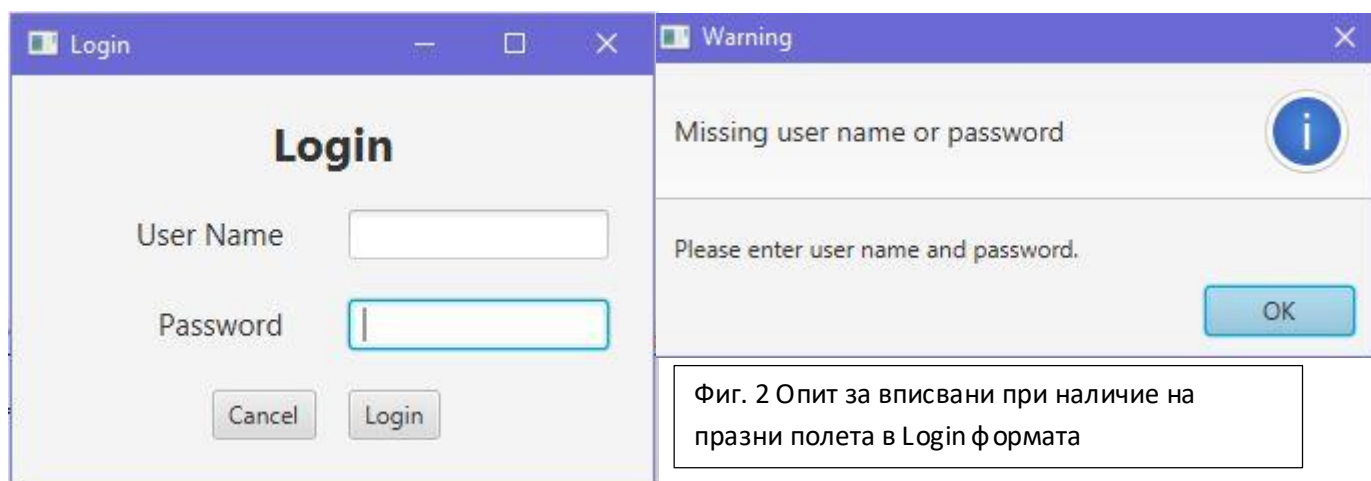 Login
Login
User Name
Password
Cancel Login
Warning
Missing user name or password
i
Please enter user name and password.
OK
Фиг. 2 Опит за вписвани при наличие на
празни полета в Login формата